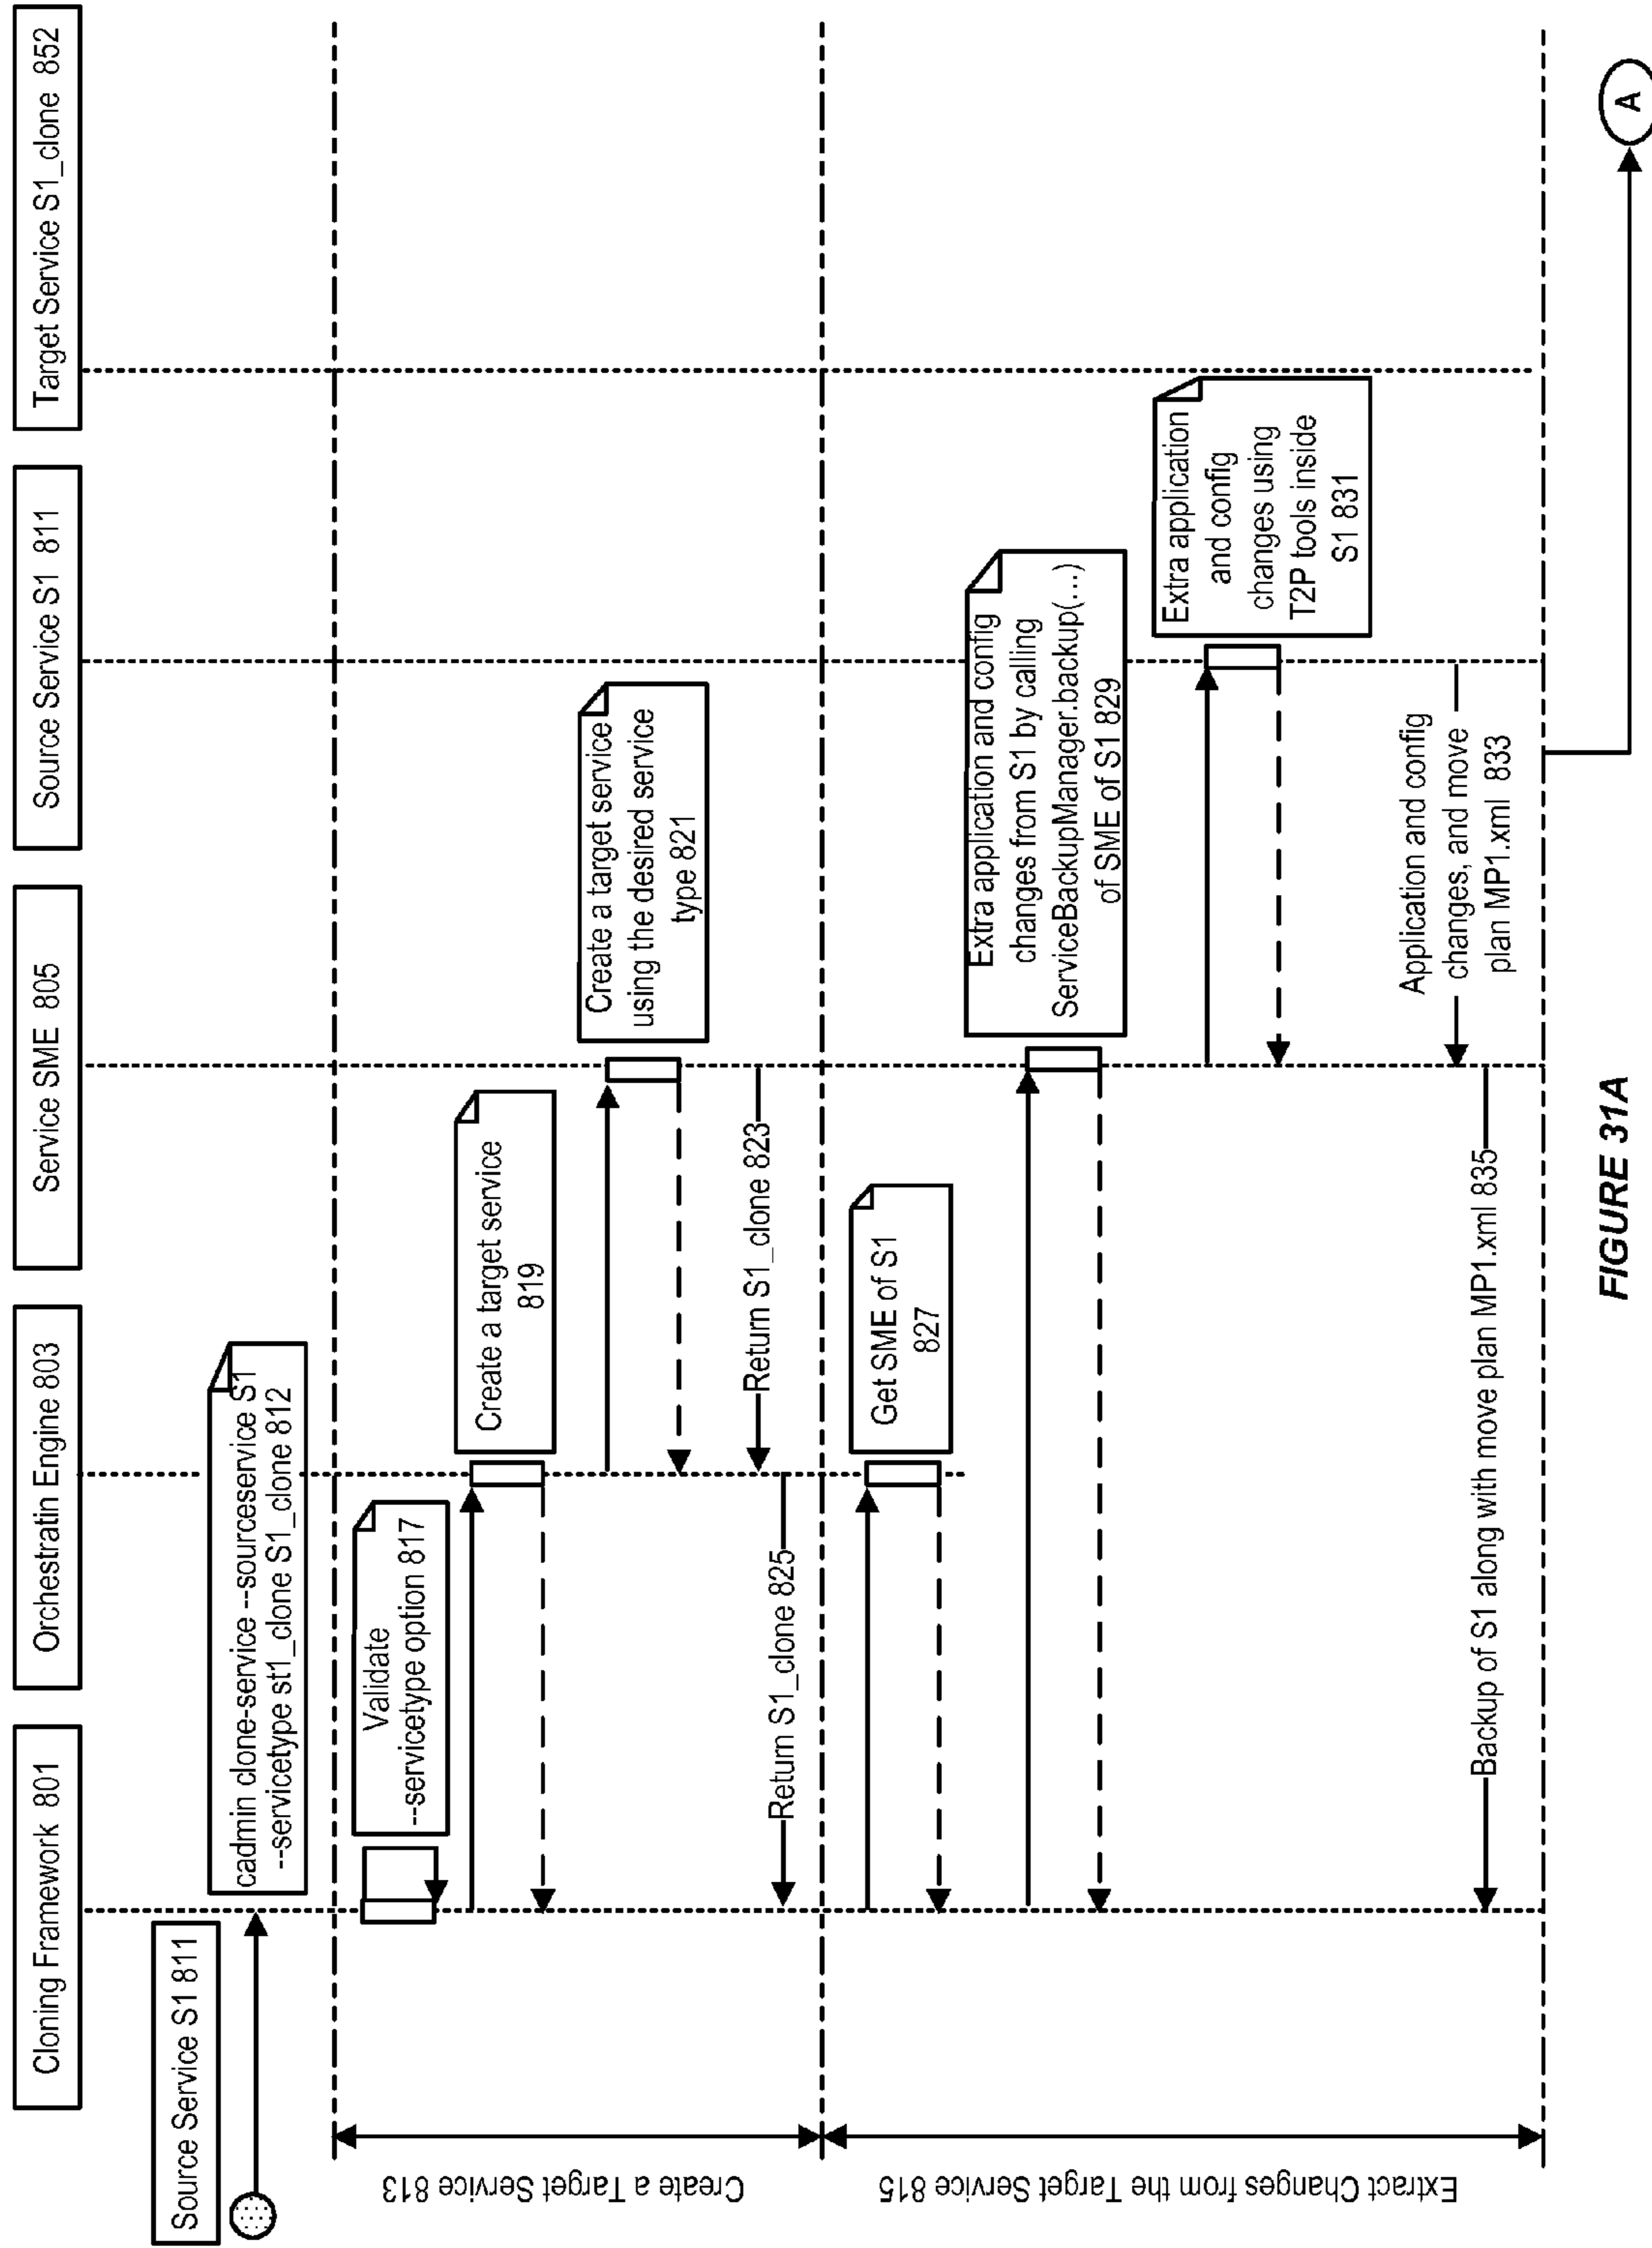 Cloning Framework  801
Orchestratin Engine 803
Service SME  805
Source Service S1  811
Target Service S1_clone  852
Source Service S1 811
cadmin clone-service --sourceservice S1
--servicetype st1_clone S1_clone 812
Create a Target Service 813
Validate
--servicetype option 817
Create a target service
819
Create a target service
using the desired service
type 821
Return S1_clone 823
Return S1_clone 825
Extract Changes from the Target Service 815
Get SME of S1
827
Extra application and config
changes from S1 by calling
ServiceBackupManager.backup(...)
of SME of S1 829
Extra application
and config
changes using
T2P tools inside
S1 831
Application and config
changes, and move
plan MP1.xml  833
Backup of S1 along with move plan MP1.xml 835
A
FIGURE 31A